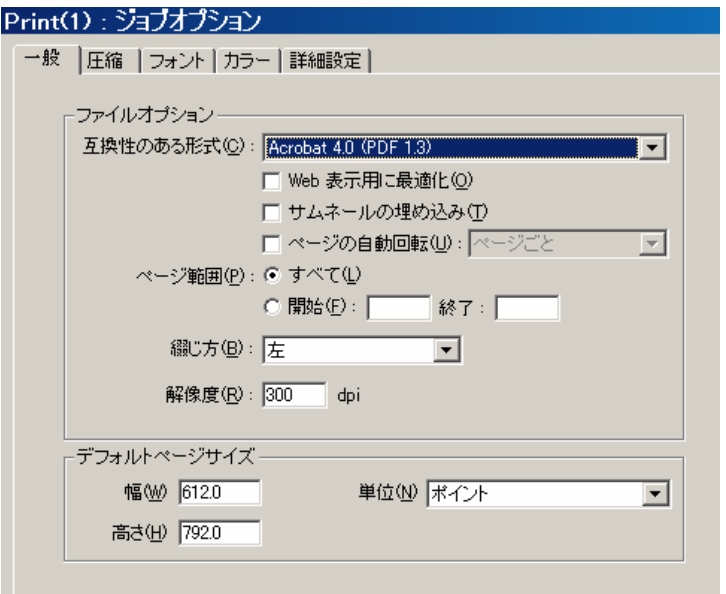 Print(1) : ジョブオプション
一般 圧縮 フォント カラー 詳細設定
ファイルオプション
互換性のある形式(C) : Acrobat 4.0 (PDF 1.3)
Web 表示用に最適化(O)
サムネールの埋め込み(T)
ページの自動回転(U) : ページごと
ページ範囲(P) : すべて(L)
開始(F) : 終了 :
綴じ方(B) : 左
解像度(R) : 300 dpi
デフォルトページサイズ
幅(W) 612.0 単位(N) ポイント
高さ(H) 792.0